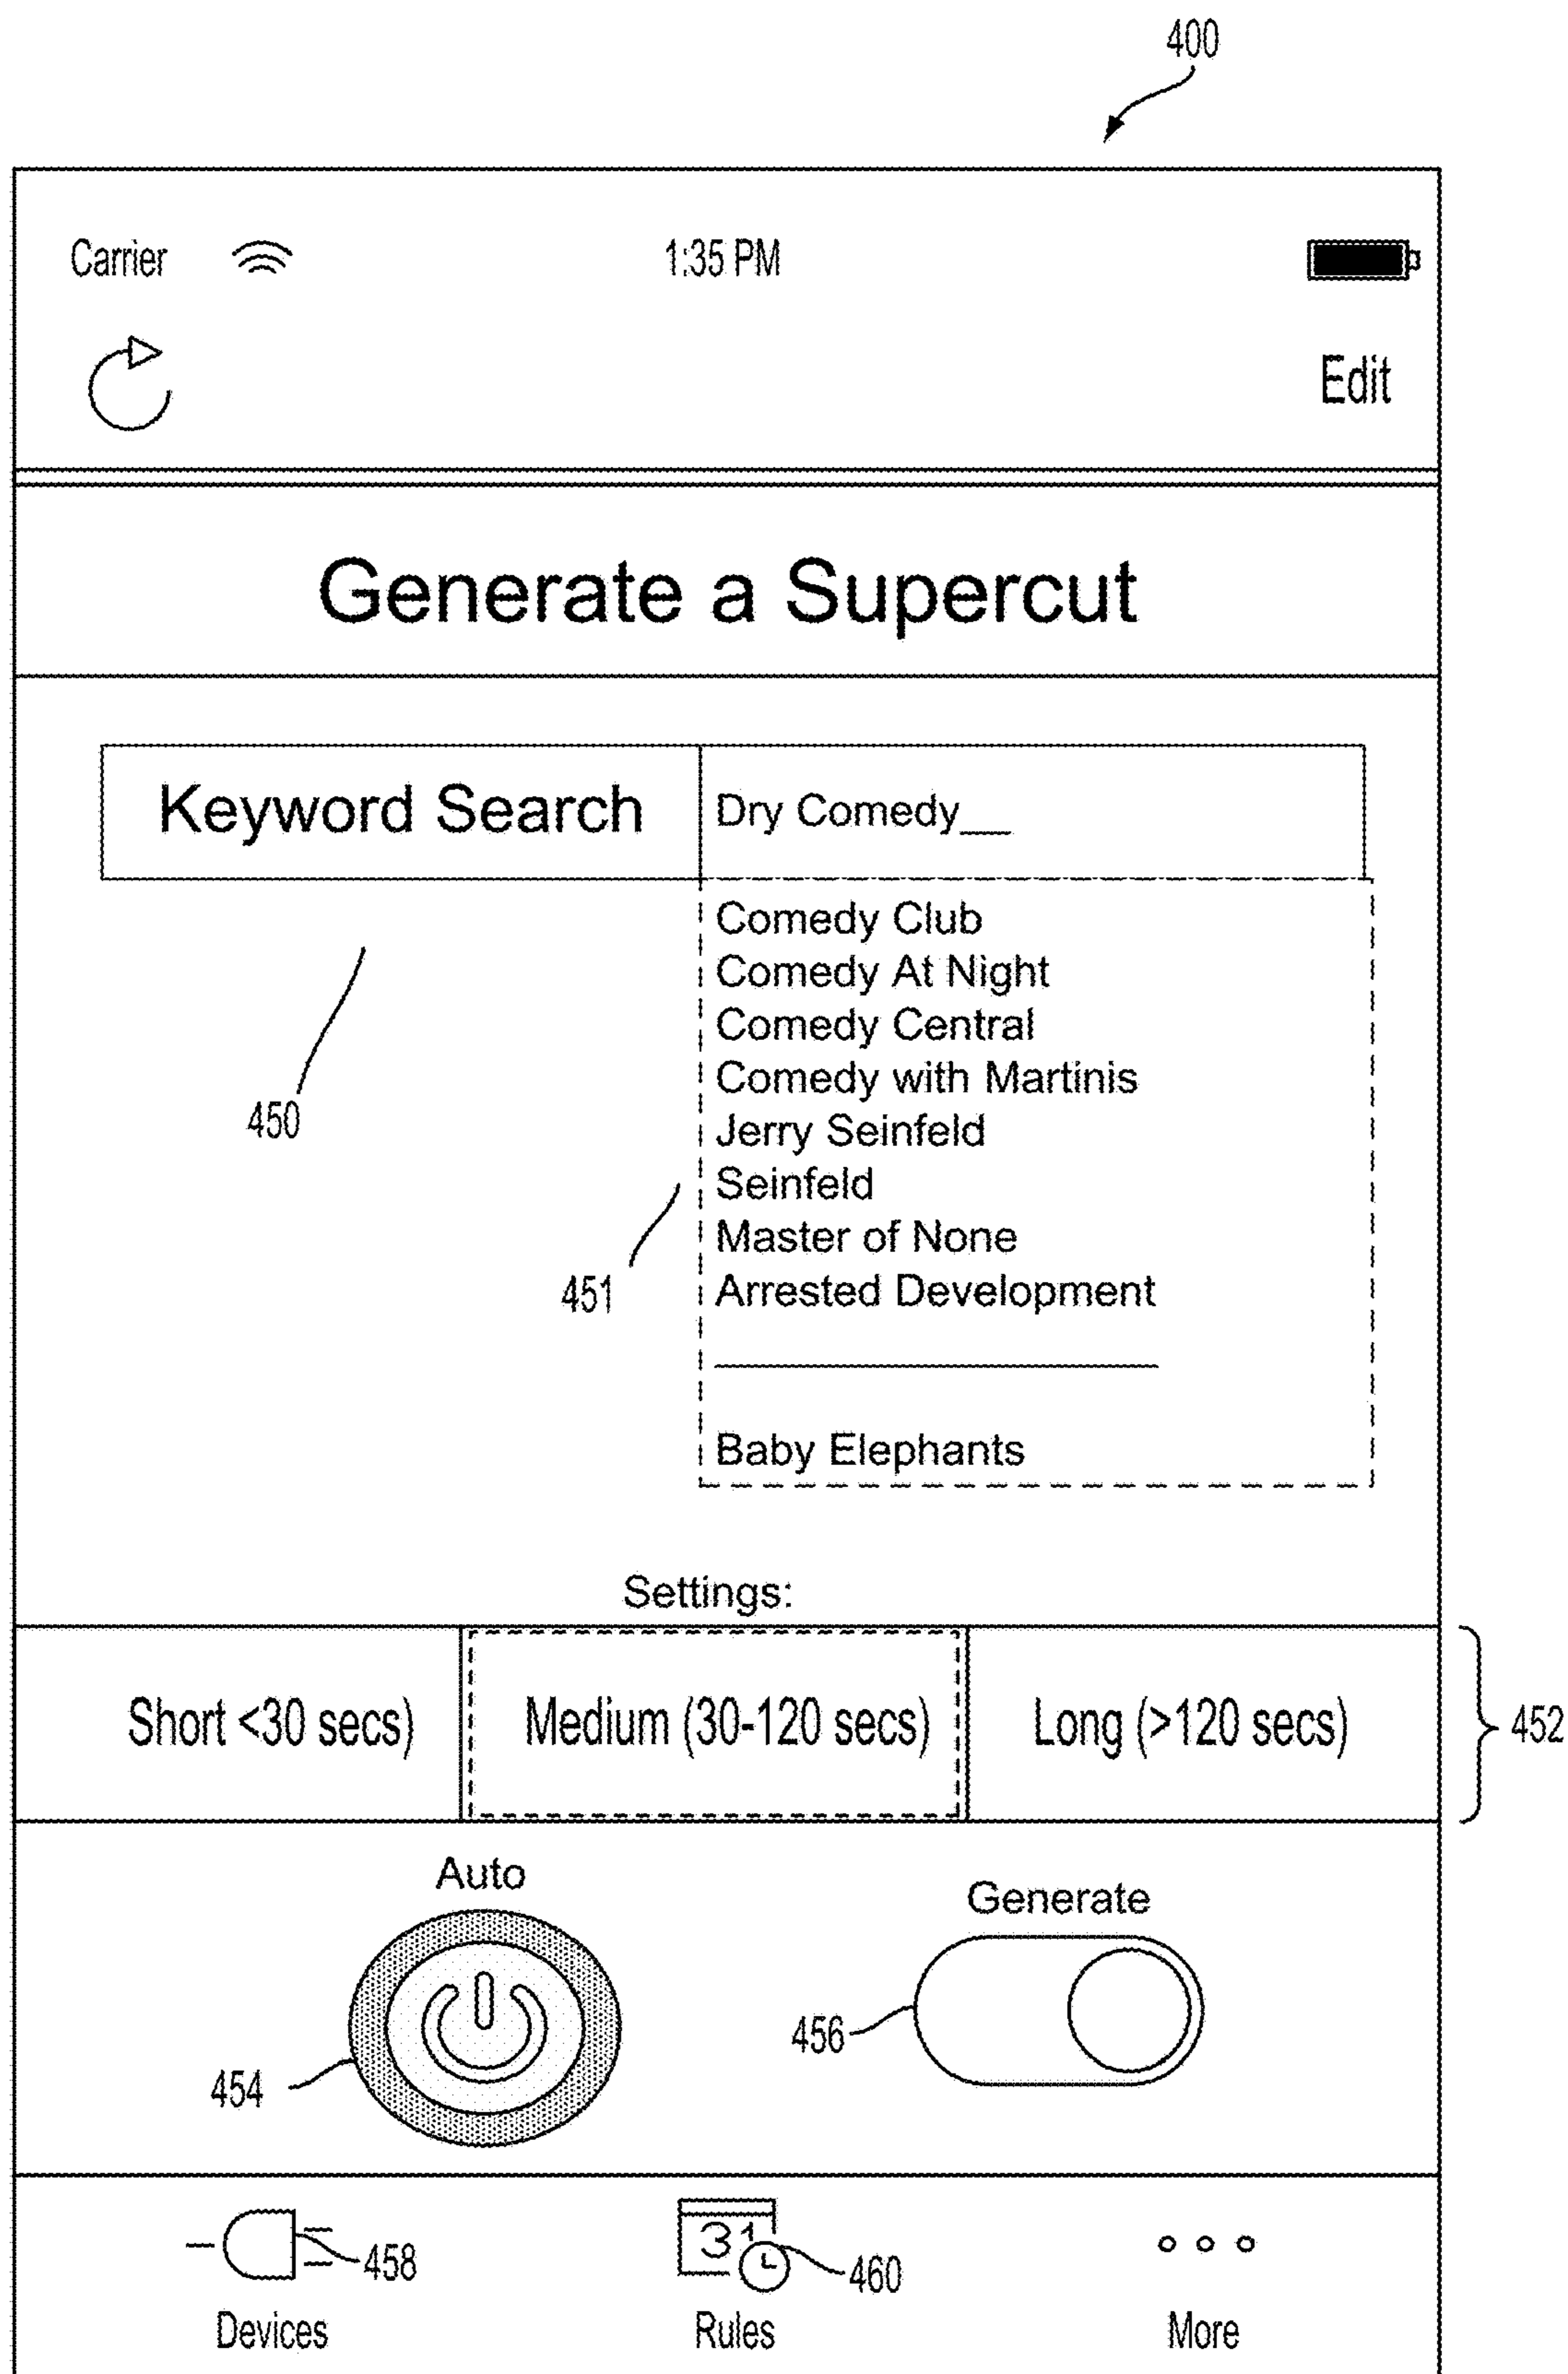 400
Carrier 1:35 PM
Edit
Generate a Supercut
Keyword Search Dry Comedy__
Comedy Club
Comedy At Night
Comedy Central
Comedy with Martinis
450
Jerry Seinfeld
Seinfeld
Master of None
451 Arrested Development
Baby Elephants
Settings:
Short <30 secs) Medium (30-120 secs) Long (>120 secs) 452
Auto
Generate
456
454
31
458 460
Devices Rules More